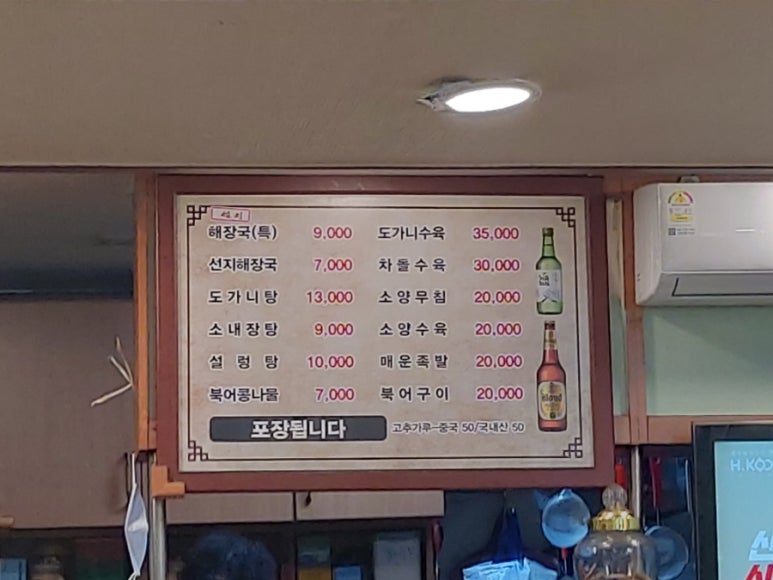 해장국(특) 9,000 도가니수육 35,000
선지해장국 7,000 차돌수육 30,000
도가니탕 13,000 소양무침 20,000
소내장탕 9,000 소양수육 20,000
설렁탕 10,000 매운족발 20,000
북어콩나물 7,000 북어구이 20,000
포장됩니다 고추가루-중국 50/국내산 50